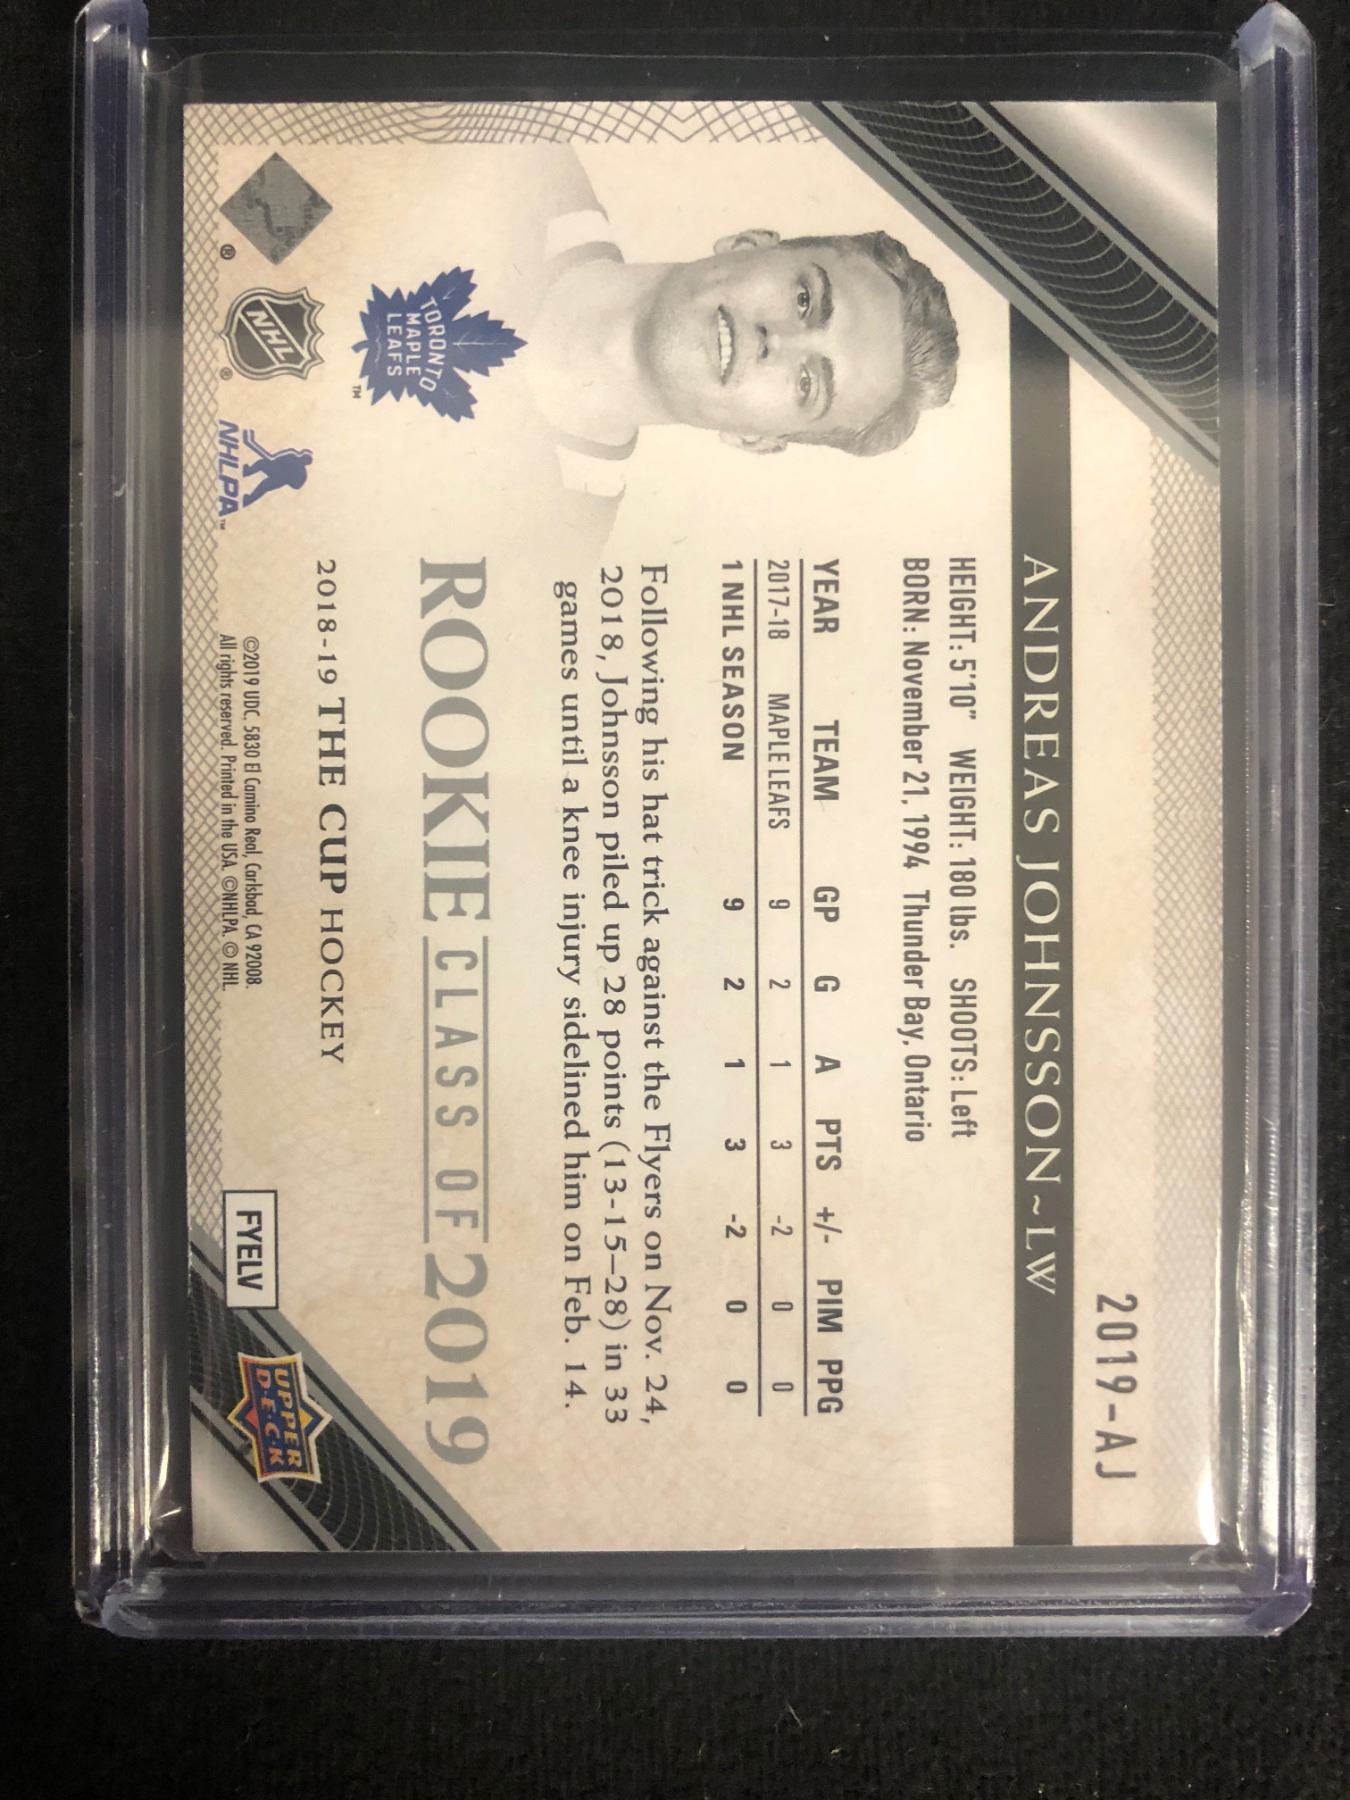 2019-AJ
ANDREAS JOHNSSON~LW
HEIGHT: 5'10" WEIGHT: 180 lbs. SHOOTS: Left
BORN: November 21, 1994 Thunder Bay, Ontario
YEAR TEAM GP G A PTS +/- PIM PPG
2017-18 MAPLE LEAFS 9 2 1 3 -2 0 0
1 NHL SEASON 9 2 1 3 -2 0 0
Following his hat trick against the Flyers on Nov. 24,
2018, Johnsson piled up 28 points (13-15–28) in 33
games until a knee injury sidelined him on Feb. 14.
TORONTO
MAPLE
LEAFS
™
ROOKIE CLASS OF 2019
2018-19 THE CUP HOCKEY
®
NHL
®
NHLPA™
©2019 UDC, 5830 El Camino Real, Carlsbad, CA 92008.
All rights reserved. Printed in the USA. ©NHLPA. © NHL.
FYELV
UPPER
D·E·C·K